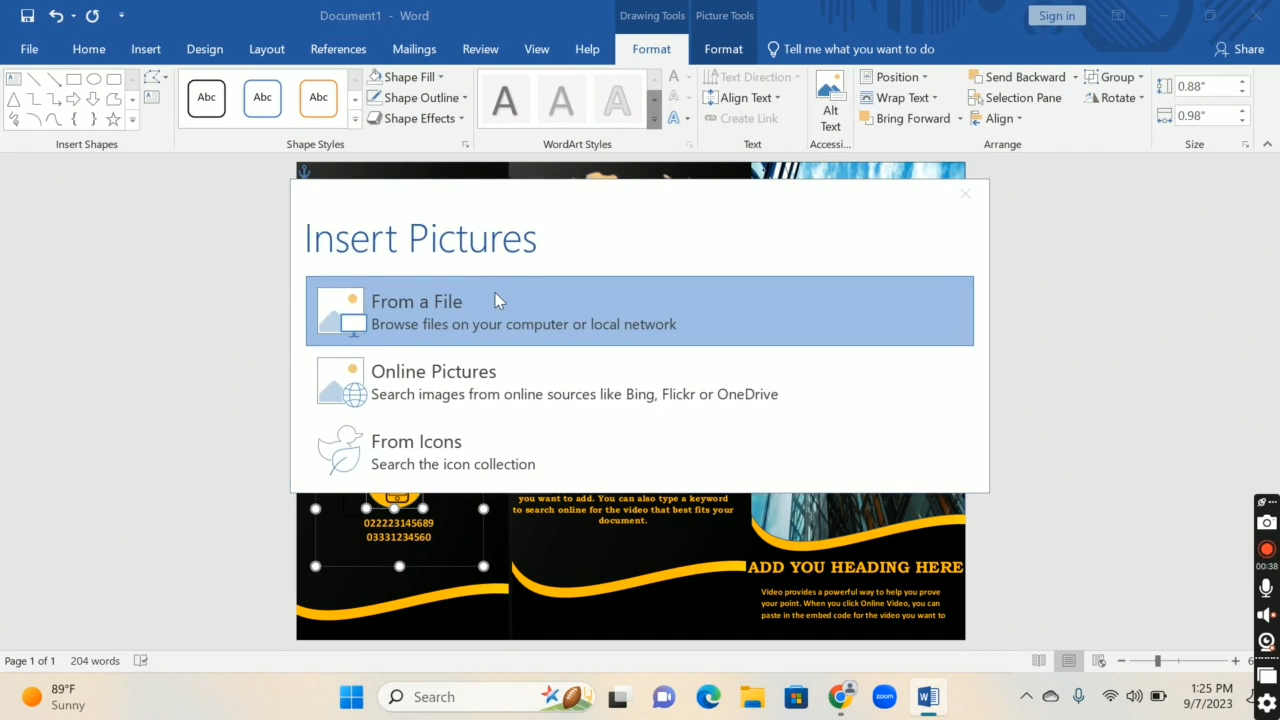 Document1 - Word
Drawing Tools
Picture Tools
Sign in
File
Home
Insert
Design
Layout
References
Mailings
Review
View
Help
Format
Format
Tell me what you want to do
Share
Abc
Abc
Abc
Shape Fill
Shape Outline
Shape Effects
A A A
Text Direction
Align Text
Create Link
Alt
Text
Position
Wrap Text
Bring Forward
Send Backward
Selection Pane
Align
Group
Rotate
0.88"
0.98"
Insert Shapes
Shape Styles
WordArt Styles
Text
Accessi...
Arrange
Size
Insert Pictures
From a File
Browse files on your computer or local network
Online Pictures
Search images from online sources like Bing, Flickr or OneDrive
From Icons
Search the icon collection
022223145689
03331234560
you want to add. You can also type a keyword
to search online for the video that best fits your
document.
ADD YOU HEADING HERE
Video provides a powerful way to help you prove
your point. When you click Online Video, you can
paste in the embed code for the video you want to
00:38
Page 1 of 1
204 words
6
89°F
Sunny
Search
zoom
1:25 PM
9/7/2023